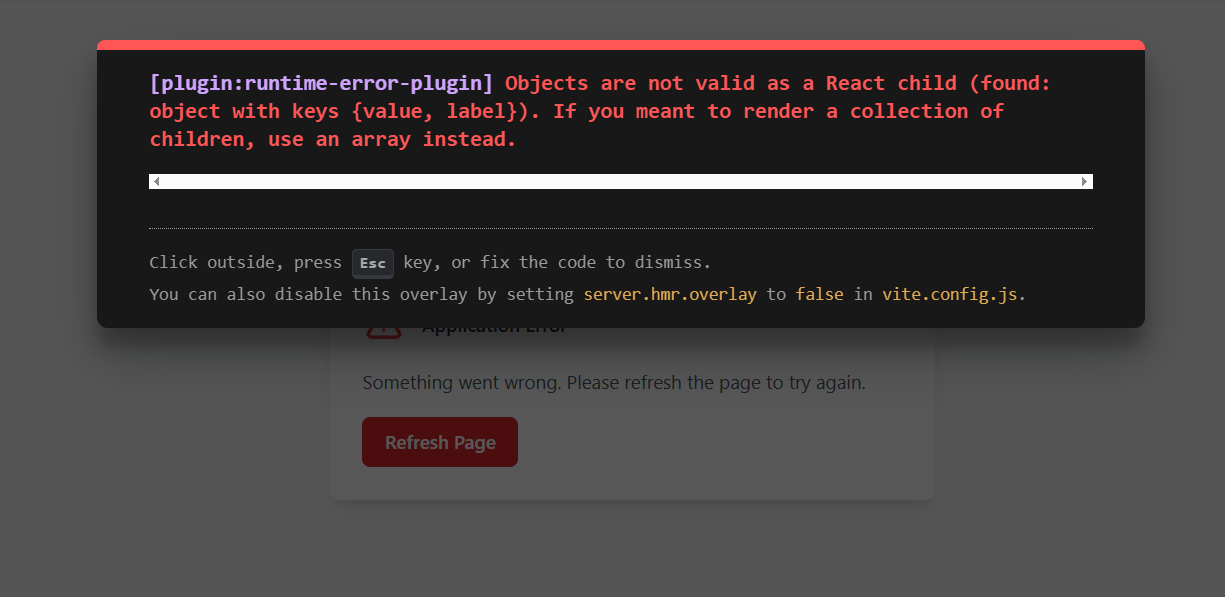 [plugin:runtime-error-plugin] Objects are not valid as a React child (found:
object with keys {value, label}). If you meant to render a collection of
children, use an array instead.
Click outside, press Esc key, or fix the code to dismiss.
You can also disable this overlay by setting server.hmr.overlay to false in vite.config.js.
Application Error
Something went wrong. Please refresh the page to try again.
Refresh Page